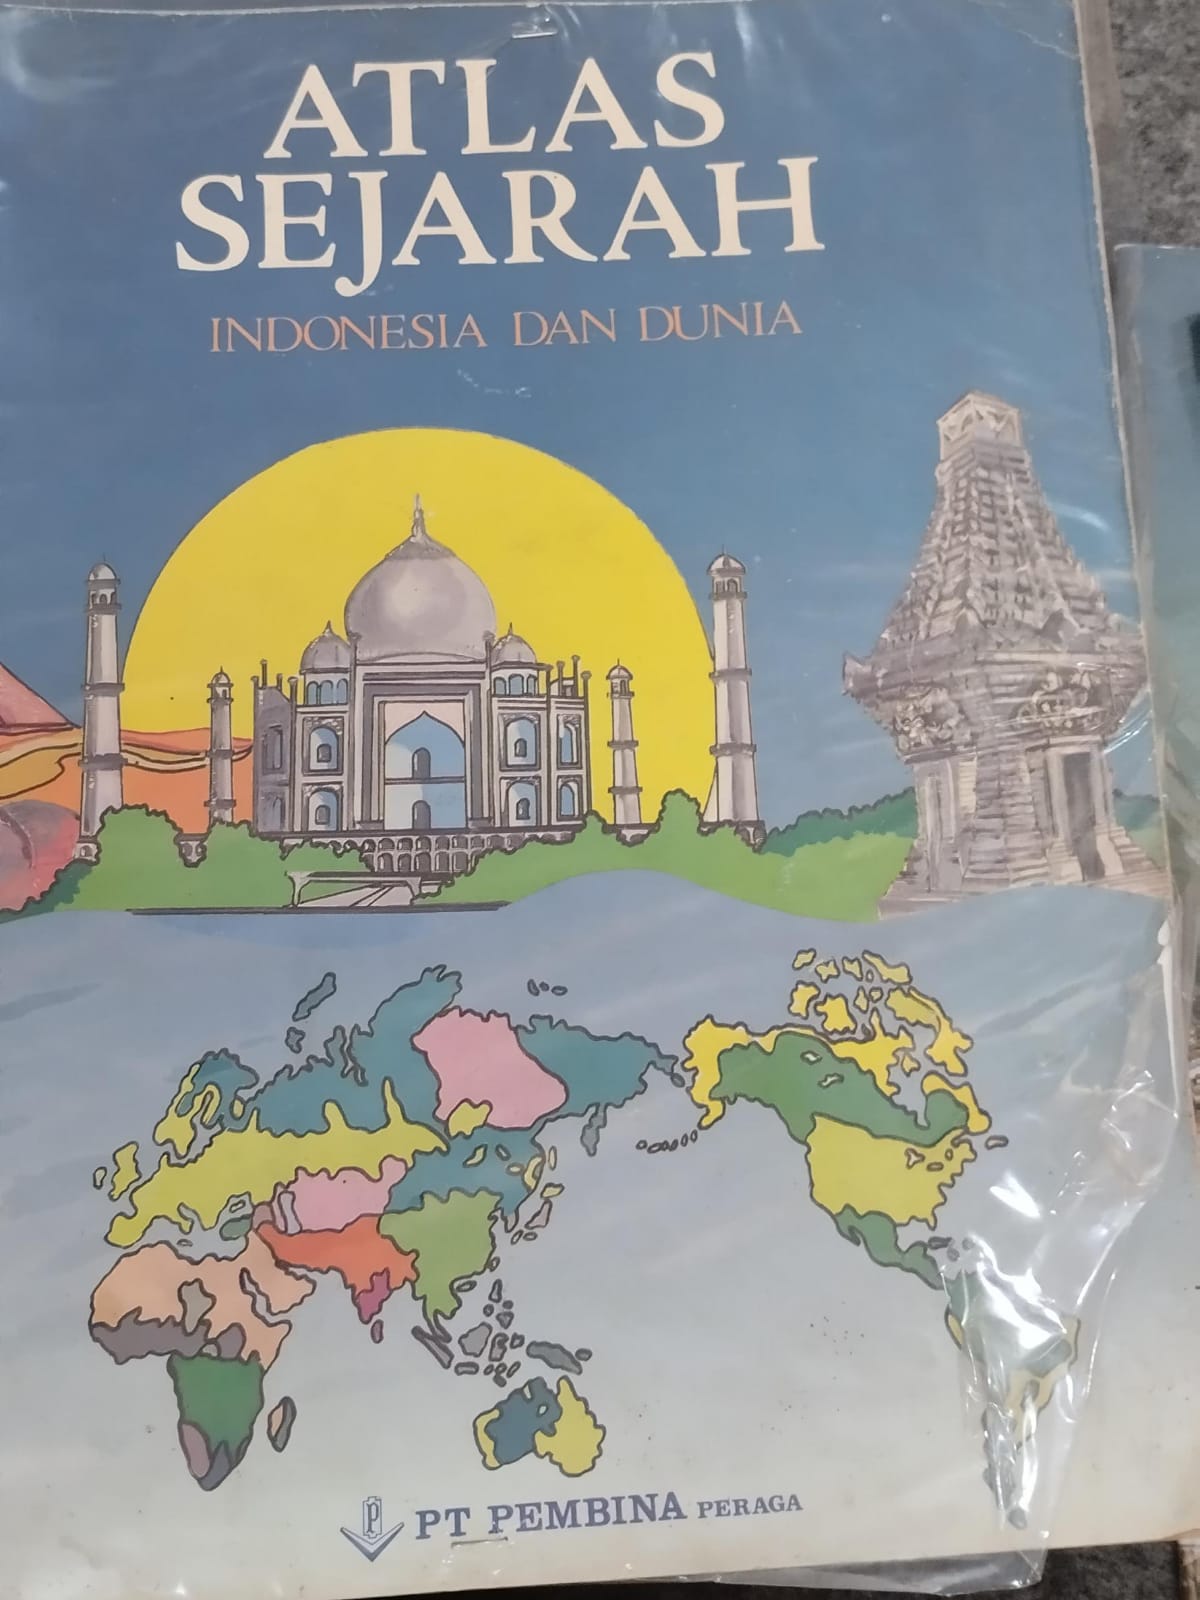 ATLAS
SEJARAH
INDONESIA DAN DUNIA
P
PT PEMBINA PERAGA